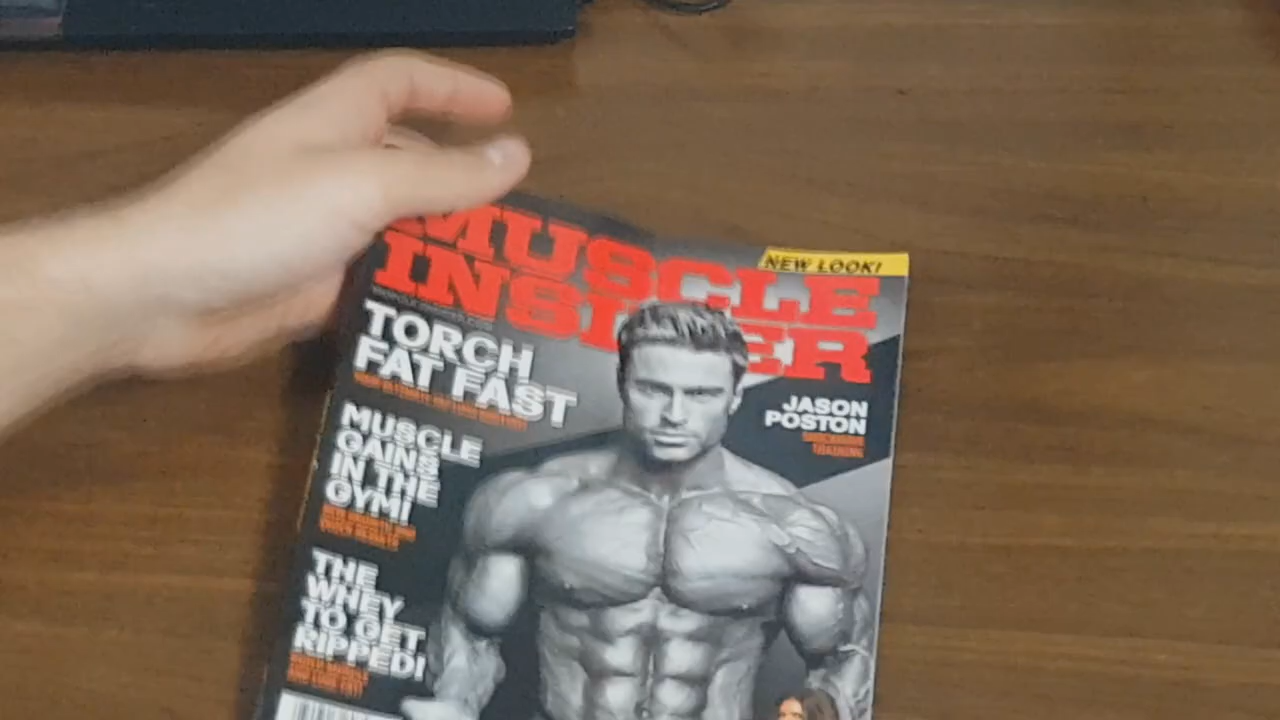 NEW LOOK!
MUSCLE
INSIDER
TORCH
FAT FAST
JASON
POSTON
TRAINING
MUSCLE
GAINS
IN THE
GYM!
THE
WHEY
TO GET
RIPPED!